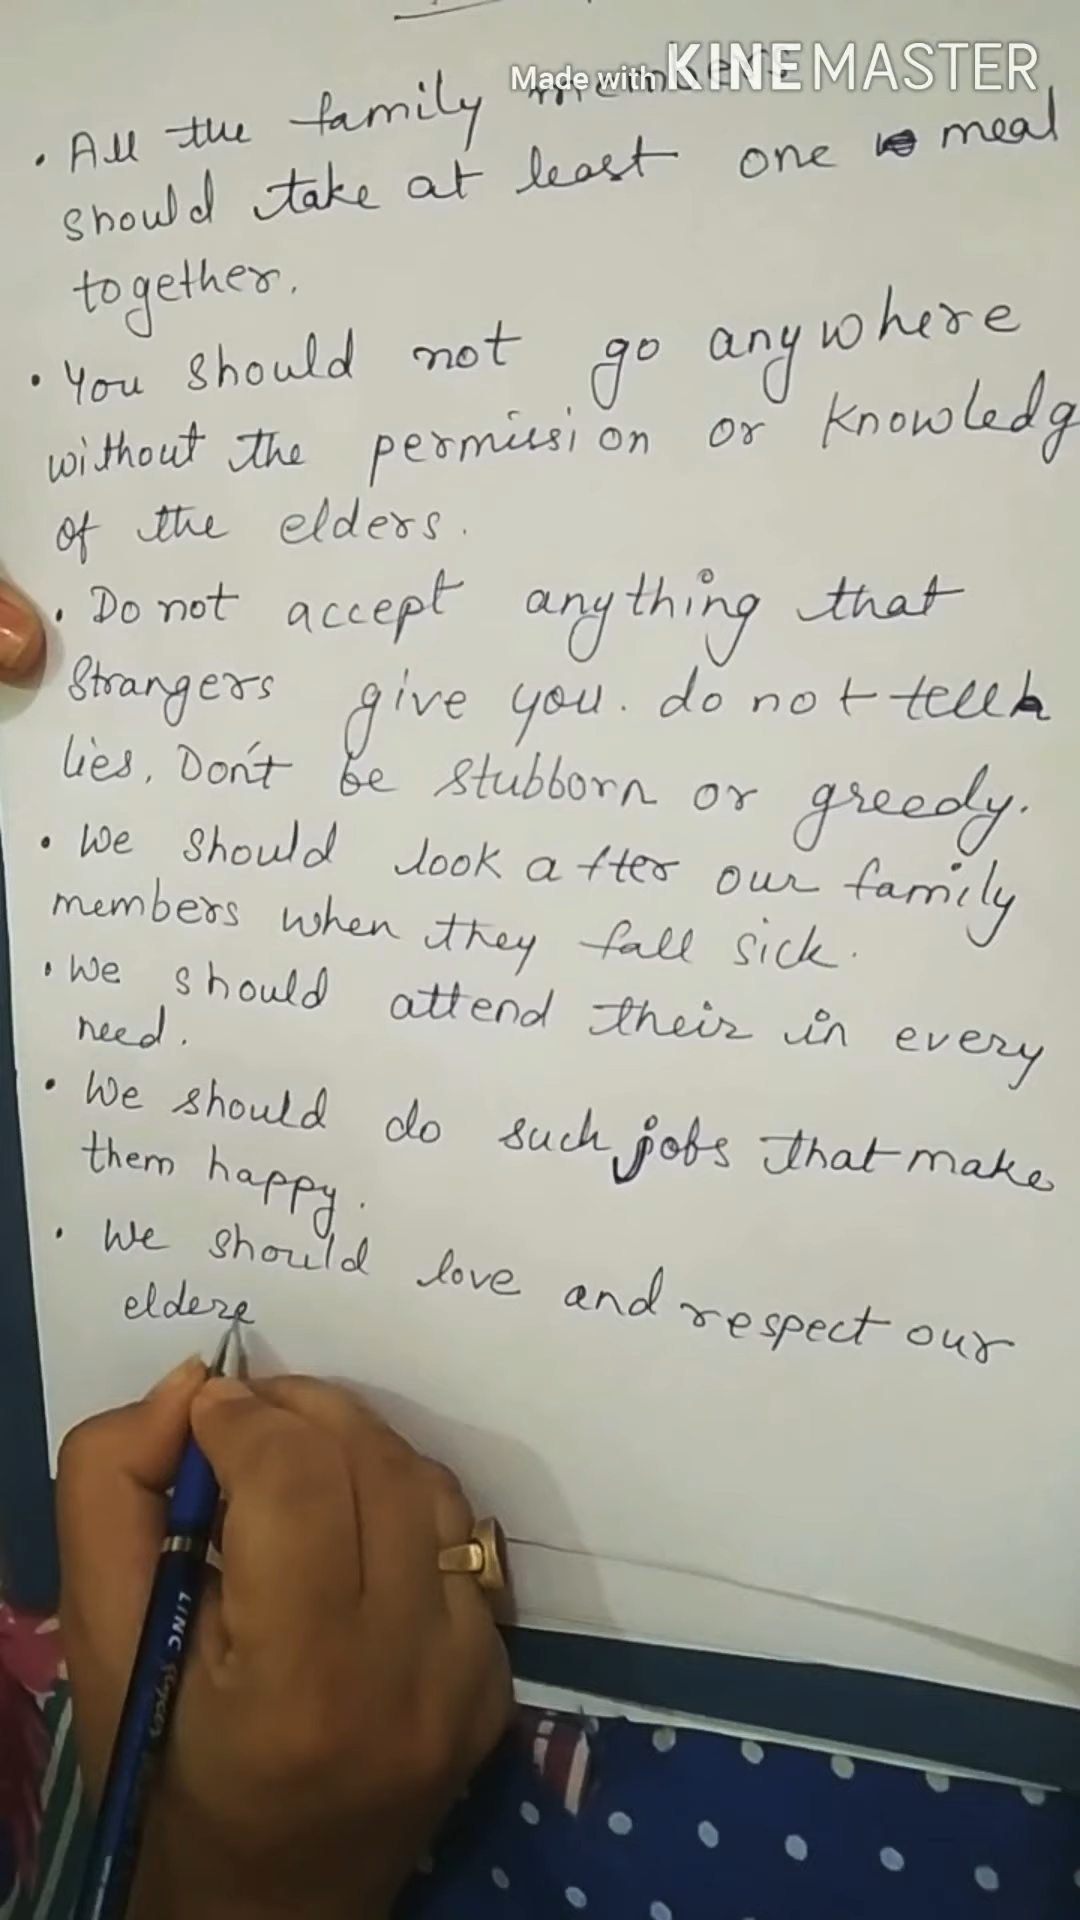 Made with KINEMASTER
• All the family members
should take at least one meal
together.
• You should not go anywhere
without the permission or knowledg
of the elders.
• Do not accept anything that
strangers give you. do not tell
lies. Don't be stubborn or greedy.
• We should look after our family
members when they fall sick.
• We should attend their in every
need.
• We should do such jobs that make
them happy.
• We should love and respect our
eldere
LINC